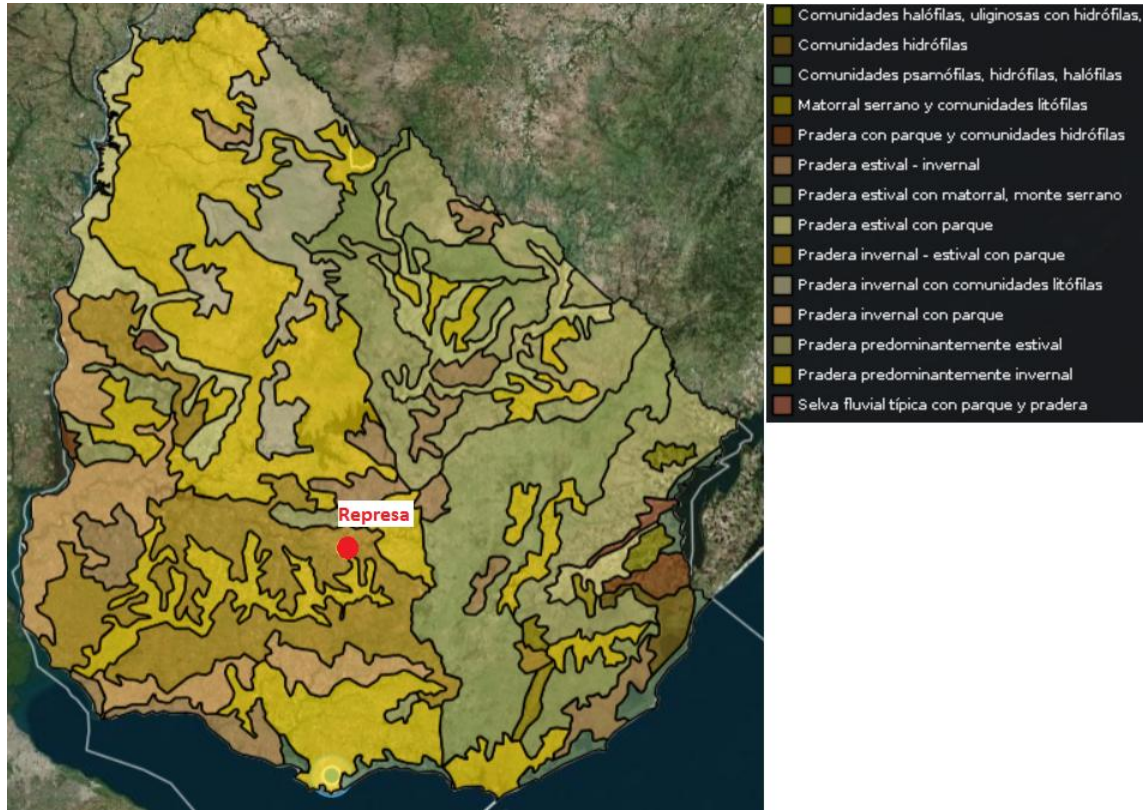 Represa
Comunidades halófilas, uliginosas con hidrófilas,
Comunidades hidrófilas
Comunidades psamófilas, hidrófilas, halófilas
Matorral serrano y comunidades litófilas
Pradera con parque y comunidades hidrófilas
Pradera estival - invernal
Pradera estival con matorral, monte serrano
Pradera estival con parque
Pradera invernal - estival con parque
Pradera invernal con comunidades litófilas
Pradera invernal con parque
Pradera predominantemente estival
Pradera predominantemente invernal
Selva fluvial típica con parque y pradera